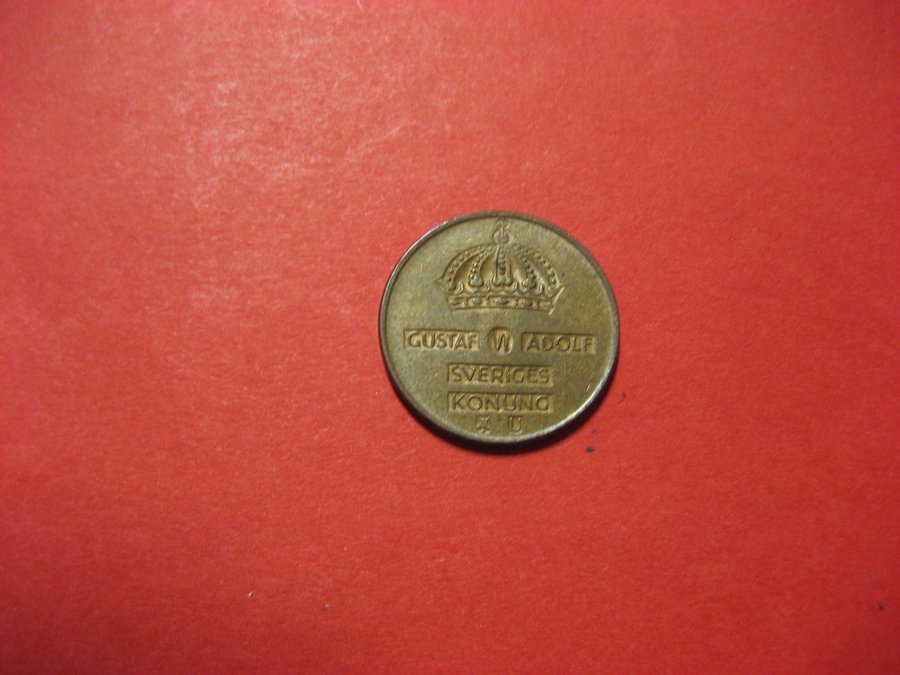 GUSTAF VI ADOLF
SVERIGES
KONUNG
U